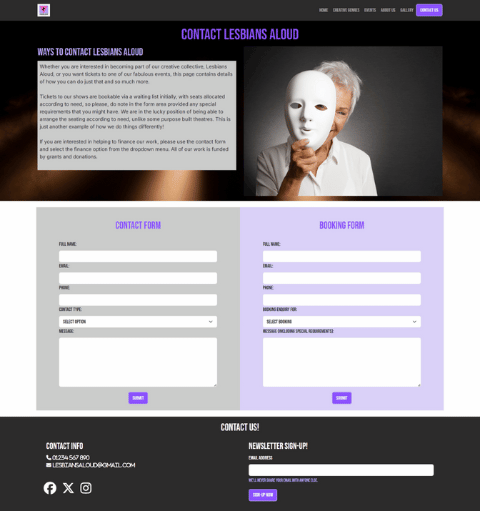 HOME CREATIVE GENRES EVENTS ABOUT US GALLERY CONTACT US
CONTACT LESBIANS ALOUD
WAYS TO CONTACT LESBIANS ALOUD
Whether you are interested in becoming part of our creative collective, Lesbians
Aloud, or you want tickets to one of our fabulous events, this page contains details
of how you can do just that and so much more.
Tickets to our shows are bookable via a waiting list initially, with seats allocated
according to need, so please, do note in the form area provided any special
requirements that you might have. We are in the lucky position of being able to
arrange the seating according to need, unlike some purpose built theatres. This is
just another example of how we do things differently!
If you are interested in helping to finance our work, please use the contact form
and select the finance option from the dropdown menu. All of our work is funded
by grants and donations.
CONTACT FORM
FULL NAME:
EMAIL:
PHONE:
CONTACT TYPE:
SELECT OPTION
MESSAGE:
SUBMIT
BOOKING FORM
FULL NAME:
EMAIL:
PHONE:
BOOKING ENQUIRY FOR:
SELECT BOOKING
MESSAGE (INCLUDING SPECIAL REQUIREMENTS):
SUBMIT
CONTACT US!
CONTACT INFO
01234 567 890
LESBIANSALOUD@GMAIL.COM
NEWSLETTER SIGN-UP!
EMAIL ADDRESS
WE'LL NEVER SHARE YOUR EMAIL WITH ANYONE ELSE.
SIGN-UP NOW